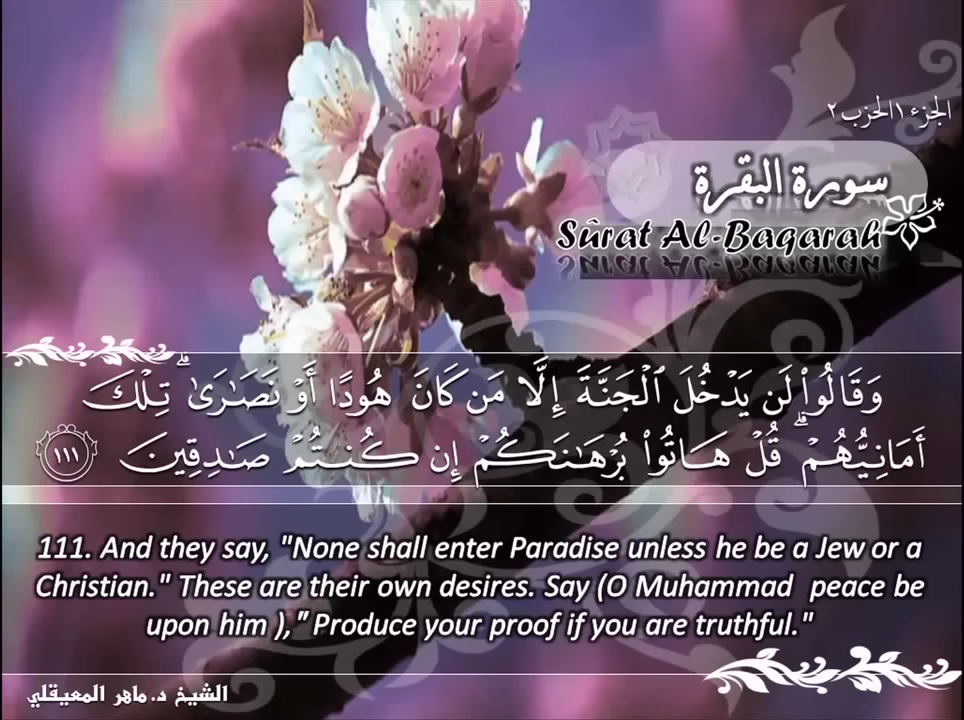 الجزء ١ الحزب ٢
سورة البقرة
Sûrat Al-Baqarah
وَقَالُوا۟ لَن يَدْخُلَ ٱلْجَنَّةَ إِلَّا مَن كَانَ هُودًا أَوْ نَصَٰرَىٰ ۗ تِلْكَ
أَمَانِيُّهُمْ ۗ قُلْ هَاتُوا۟ بُرْهَٰنَكُمْ إِن كُنتُمْ صَٰدِقِينَ ١١١
111. And they say, "None shall enter Paradise unless he be a Jew or a
Christian." These are their own desires. Say (O Muhammad  peace be
upon him ),” Produce your proof if you are truthful."
الشيخ د. ماهر المعيقلي